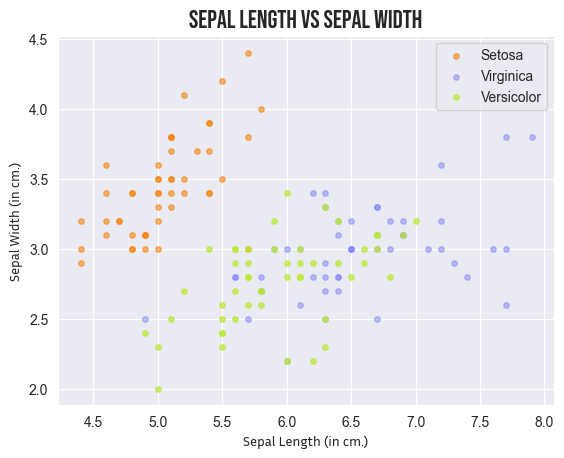 SEPAL LENGTH VS SEPAL WIDTH
4.5
4.0
3.5
3.0
2.5
2.0
Sepal Width (in cm.)
Setosa
Virginica
Versicolor
4.5 5.0 5.5 6.0 6.5 7.0 7.5 8.0
Sepal Length (in cm.)